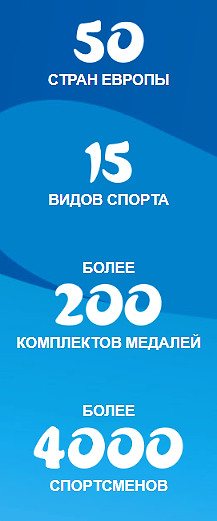 50
СТРАН ЕВРОПЫ
15
ВИДОВ СПОРТА
БОЛЕЕ
200
КОМПЛЕКТОВ МЕДАЛЕЙ
БОЛЕЕ
4000
СПОРТСМЕНОВ